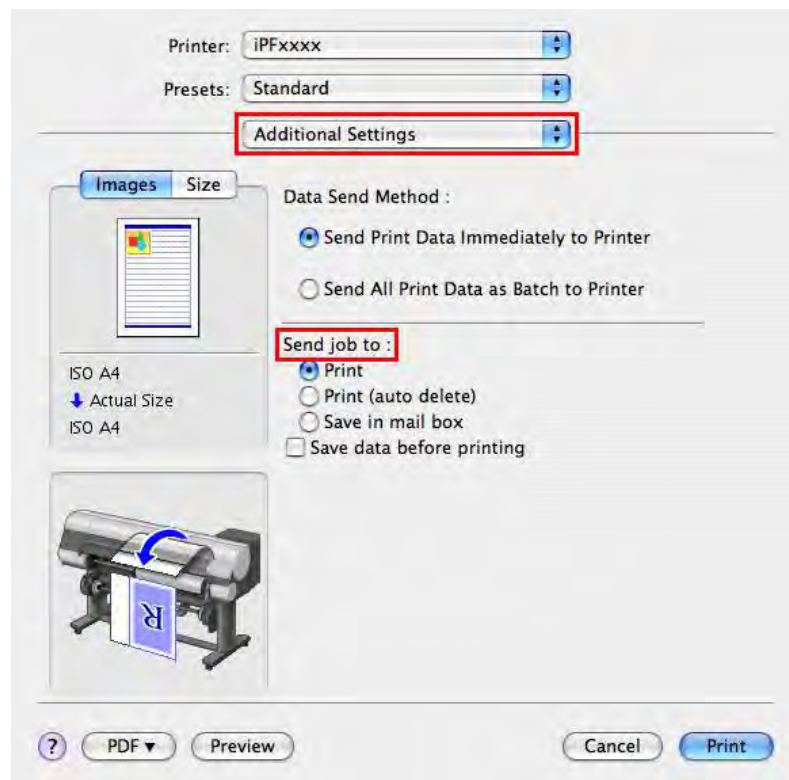 Printer: iPFxxxx
Presets: Standard
Additional Settings
Images Size
Data Send Method :
Send Print Data Immediately to Printer
Send All Print Data as Batch to Printer
ISO A4
Actual Size
ISO A4
Send job to :
Print
Print (auto delete)
Save in mail box
Save data before printing
R
? PDF ▼ Preview Cancel Print